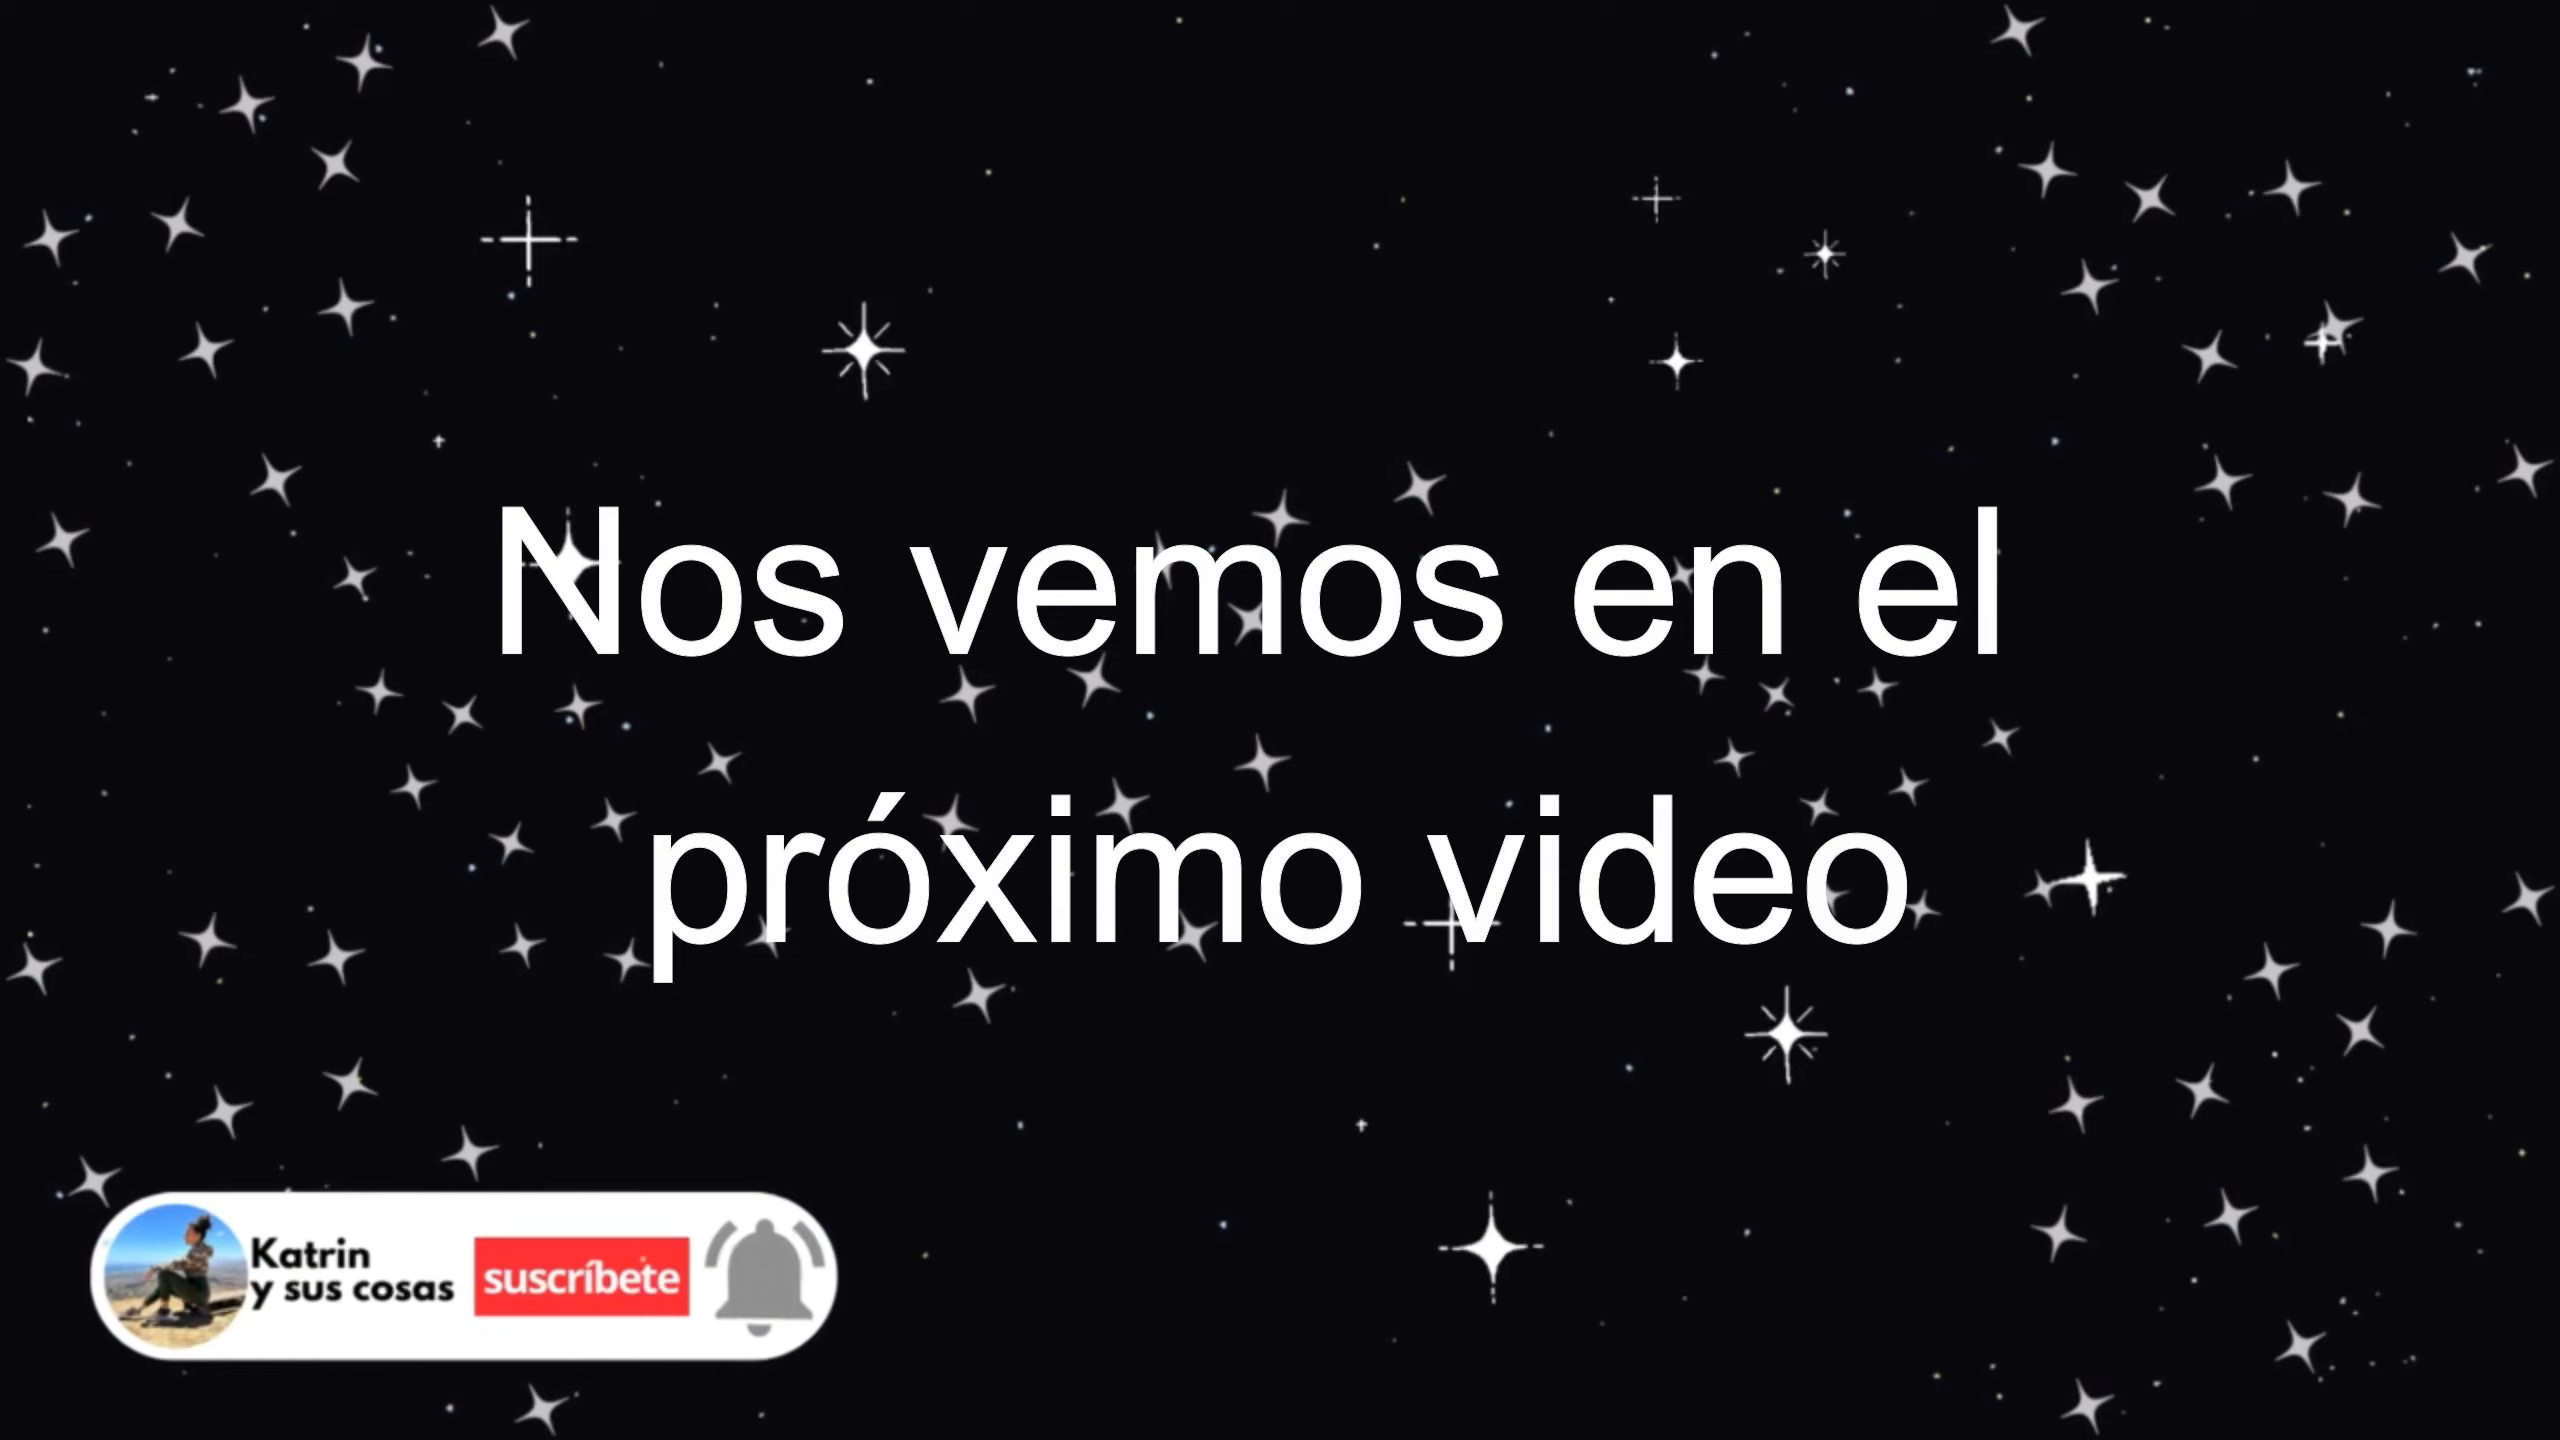 Nos vemos en el
próximo video
Katrin
y sus cosas
suscríbete